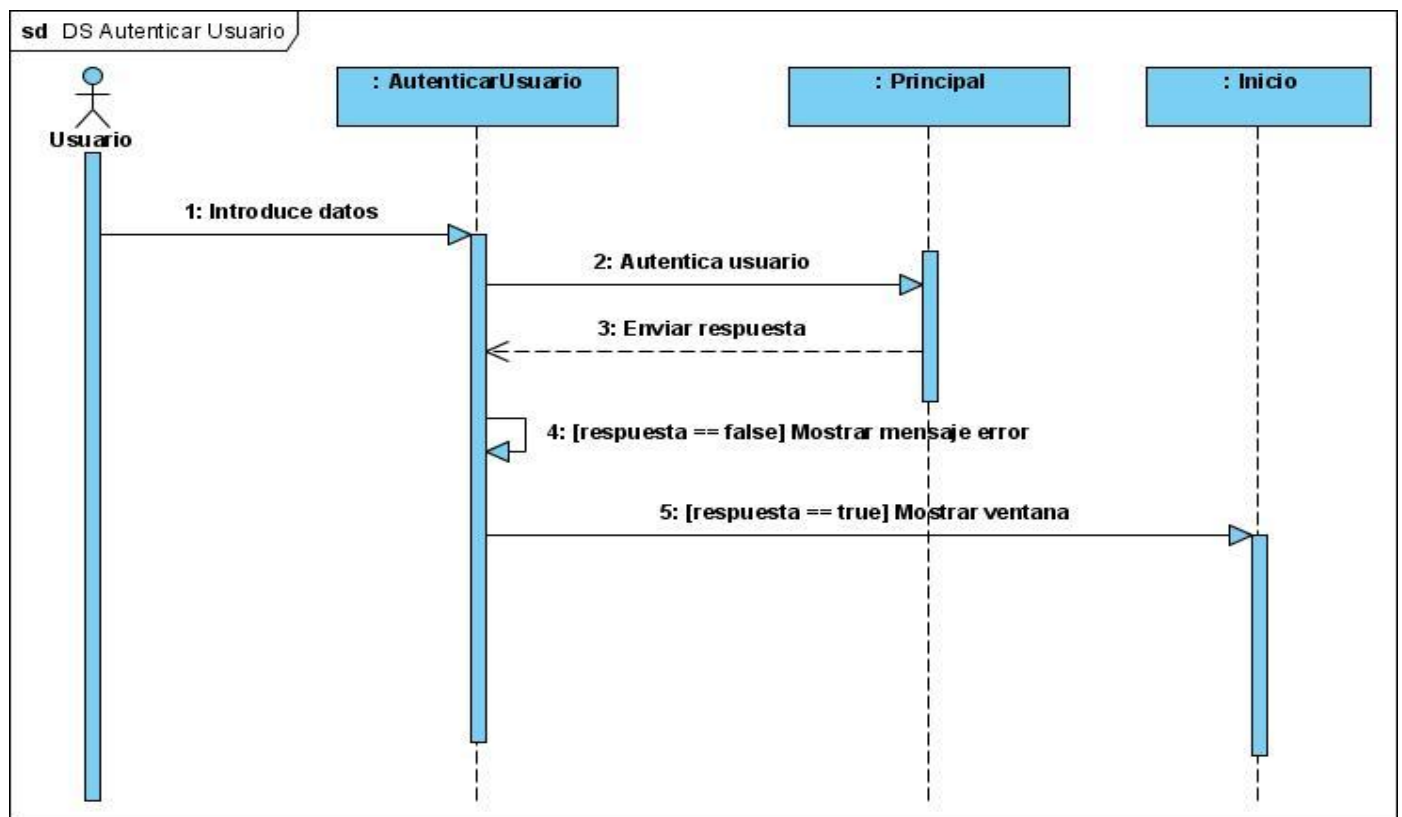 sd DS Autenticar Usuario
: AutenticarUsuario
: Principal
: Inicio
Usuario
1: Introduce datos
2: Autentica usuario
3: Enviar respuesta
4: [respuesta == false] Mostrar mensaje error
5: [respuesta == true] Mostrar ventana